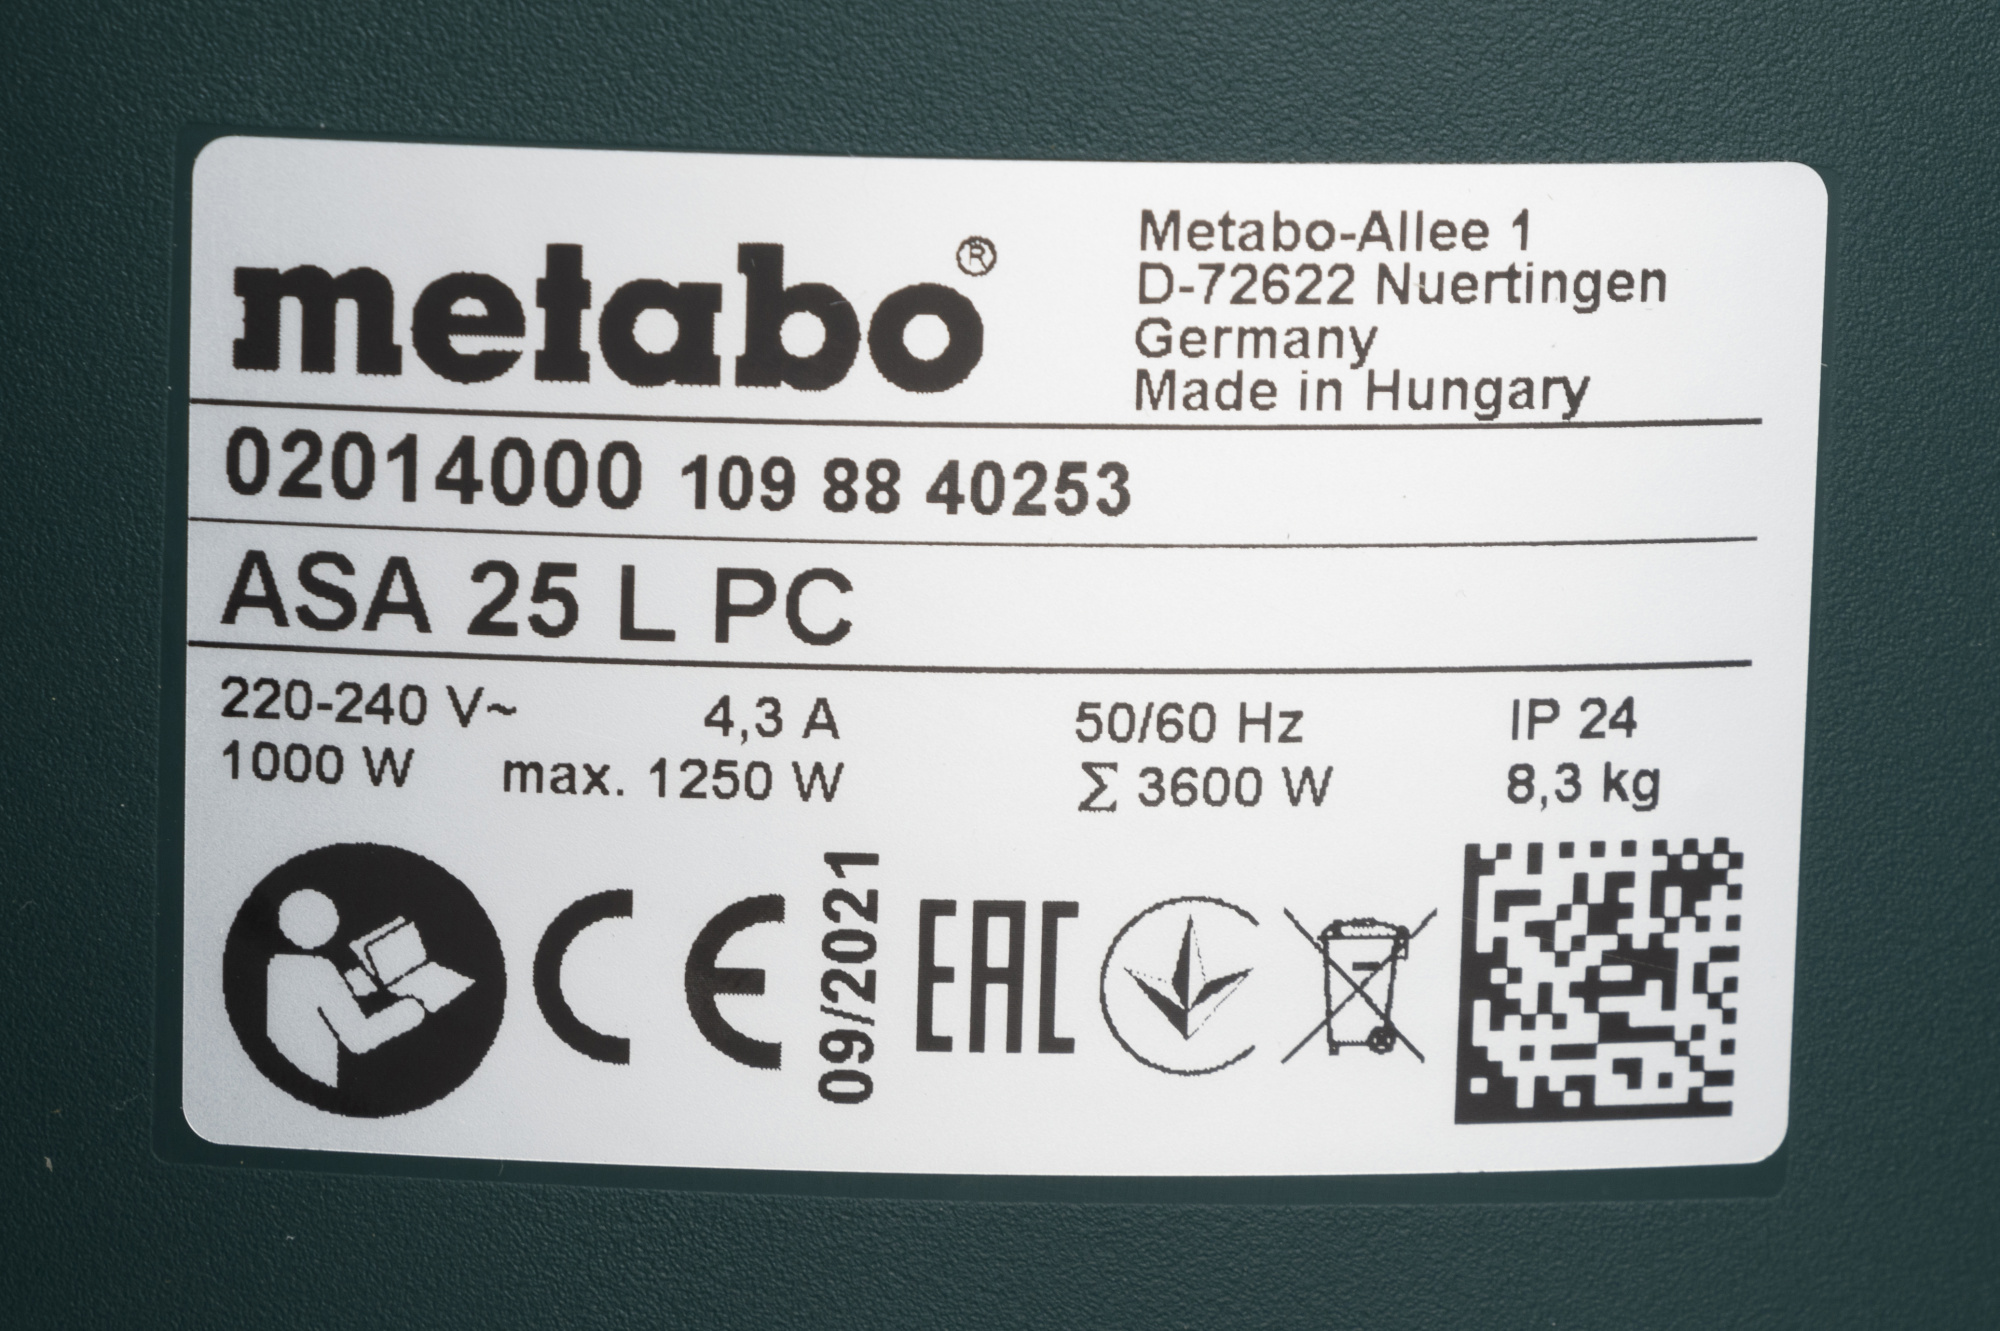 metabo®
Metabo-Allee 1
D-72622 Nuertingen
Germany
Made in Hungary
02014000 109 88 40253
ASA 25 L PC
220-240 V~ 4,3 A 50/60 Hz IP 24
1000 W max. 1250 W Σ 3600 W 8,3 kg
CE 09/2021 EAC